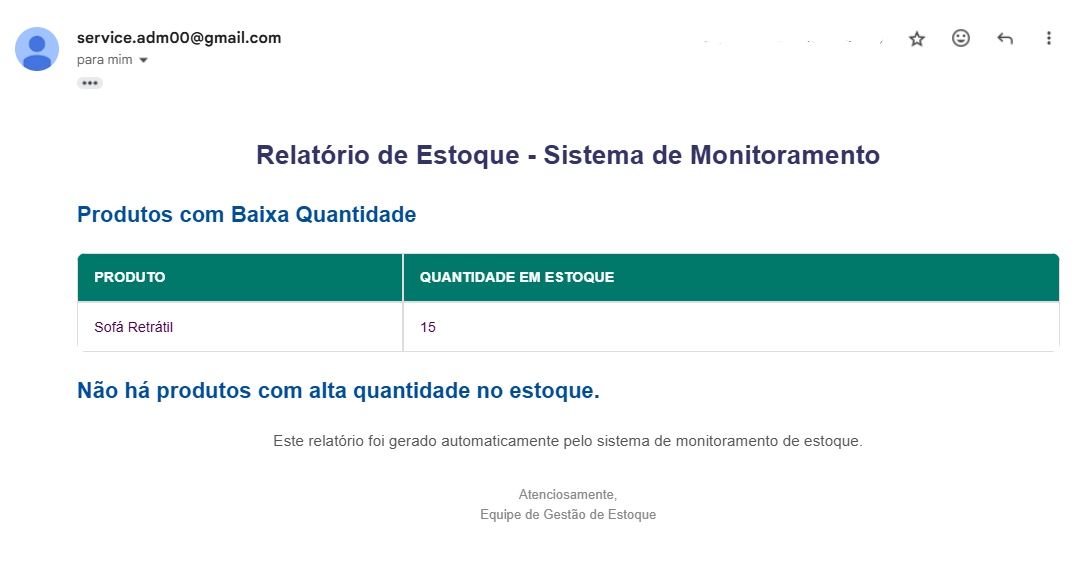 service.adm00@gmail.com
para mim
Relatório de Estoque - Sistema de Monitoramento
Produtos com Baixa Quantidade
PRODUTO QUANTIDADE EM ESTOQUE
Sofá Retrátil 15
Não há produtos com alta quantidade no estoque.
Este relatório foi gerado automaticamente pelo sistema de monitoramento de estoque.
Atenciosamente,
Equipe de Gestão de Estoque